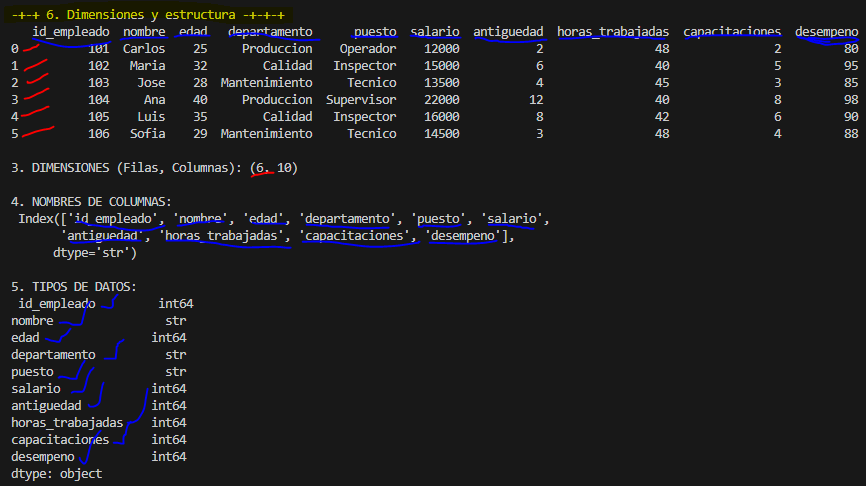 -+-+ 6. Dimensiones y estructura -+-+-+
id_empleado nombre edad departamento puesto salario antiguedad horas_trabajadas capacitaciones desempeno
0 101 Carlos 25 Produccion Operador 12000 2 48 2 80
1 102 Maria 32 Calidad Inspector 15000 6 40 5 95
2 103 Jose 28 Mantenimiento Tecnico 13500 4 45 3 85
3 104 Ana 40 Produccion Supervisor 22000 12 40 8 98
4 105 Luis 35 Calidad Inspector 16000 8 42 6 90
5 106 Sofia 29 Mantenimiento Tecnico 14500 3 48 4 88
3. DIMENSIONES (Filas, Columnas): (6, 10)
4. NOMBRES DE COLUMNAS:
Index(['id_empleado', 'nombre', 'edad', 'departamento', 'puesto', 'salario',
'antiguedad', 'horas_trabajadas', 'capacitaciones', 'desempeno'],
dtype='str')
5. TIPOS DE DATOS:
id_empleado int64
nombre str
edad int64
departamento str
puesto str
salario int64
antiguedad int64
horas_trabajadas int64
capacitaciones int64
desempeno int64
dtype: object